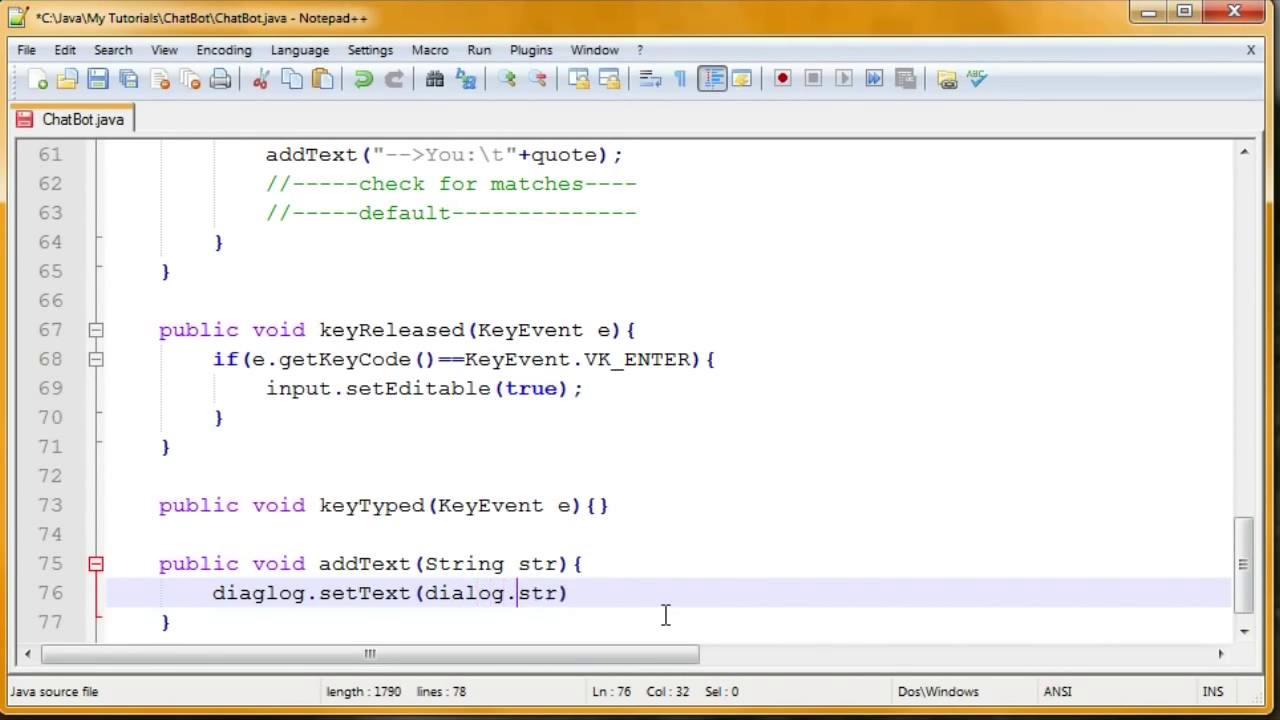 *C:\Java\My Tutorials\ChatBot\ChatBot.java - Notepad++
File Edit Search View Encoding Language Settings Macro Run Plugins Window ? X
ABC
ChatBot.java
61 addText("-->You:\t"+quote);
62 //-----check for matches----
63 //-----default--------------
64 }
65 }
66
67 public void keyReleased(KeyEvent e){
68 if(e.getKeyCode()==KeyEvent.VK_ENTER){
69 input.setEditable(true);
70 }
71 }
72
73 public void keyTyped(KeyEvent e){}
74
75 public void addText(String str){
76 diaglog.setText(dialog.str)
77 }
Java source file length : 1790 lines : 78 Ln : 76 Col : 32 Sel : 0 Dos\Windows ANSI INS